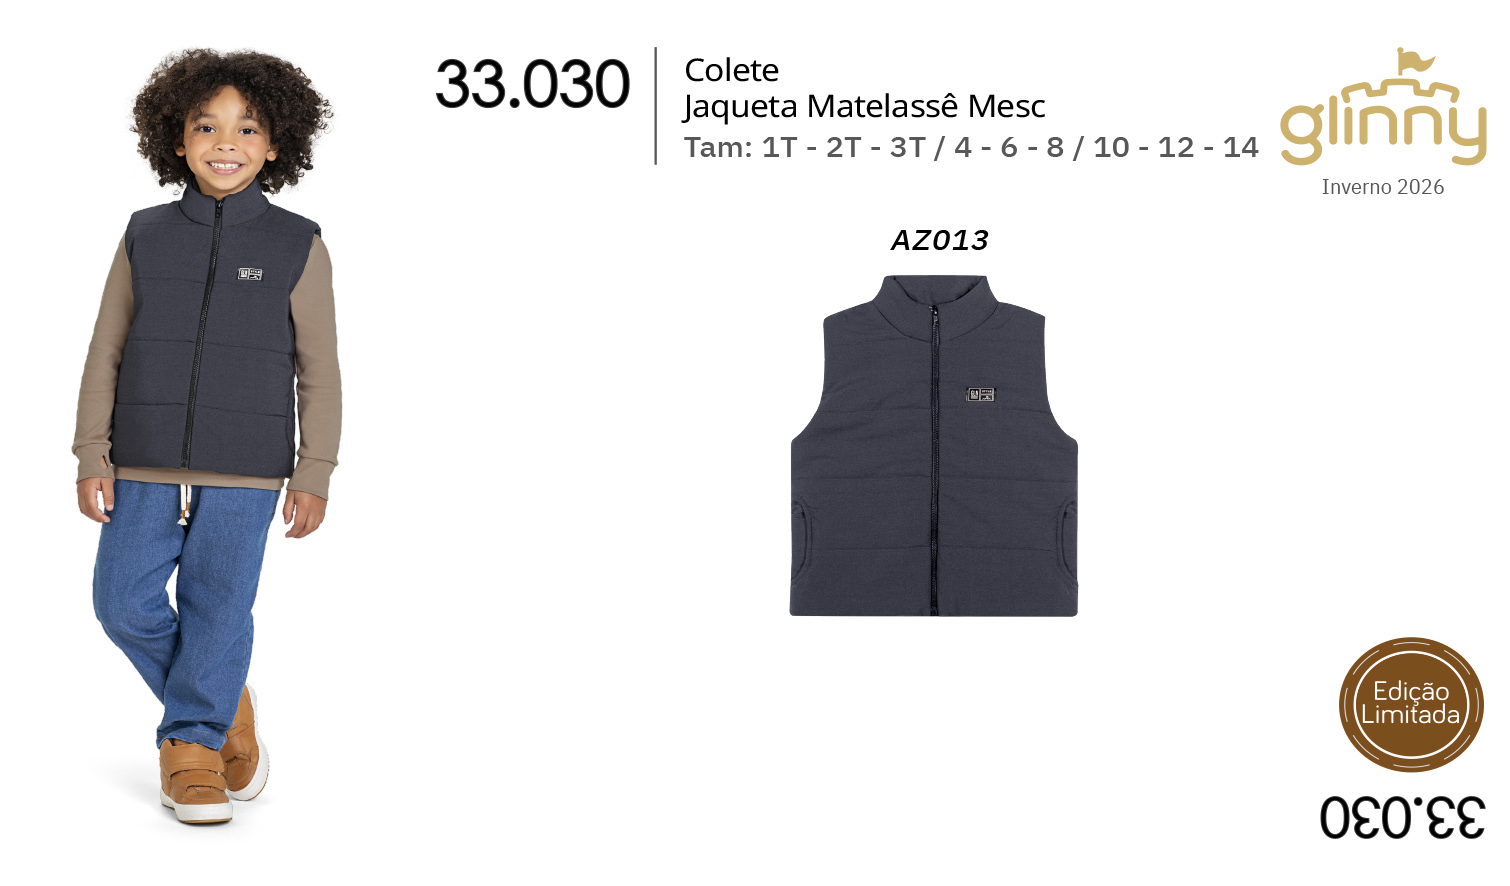 33.030
Colete
Jaqueta Matelassê Mesc
Tam: 1T - 2T - 3T / 4 - 6 - 8 / 10 - 12 - 14
glinny
Inverno 2026
AZ013
GLN
Edição
Limitada
33.030